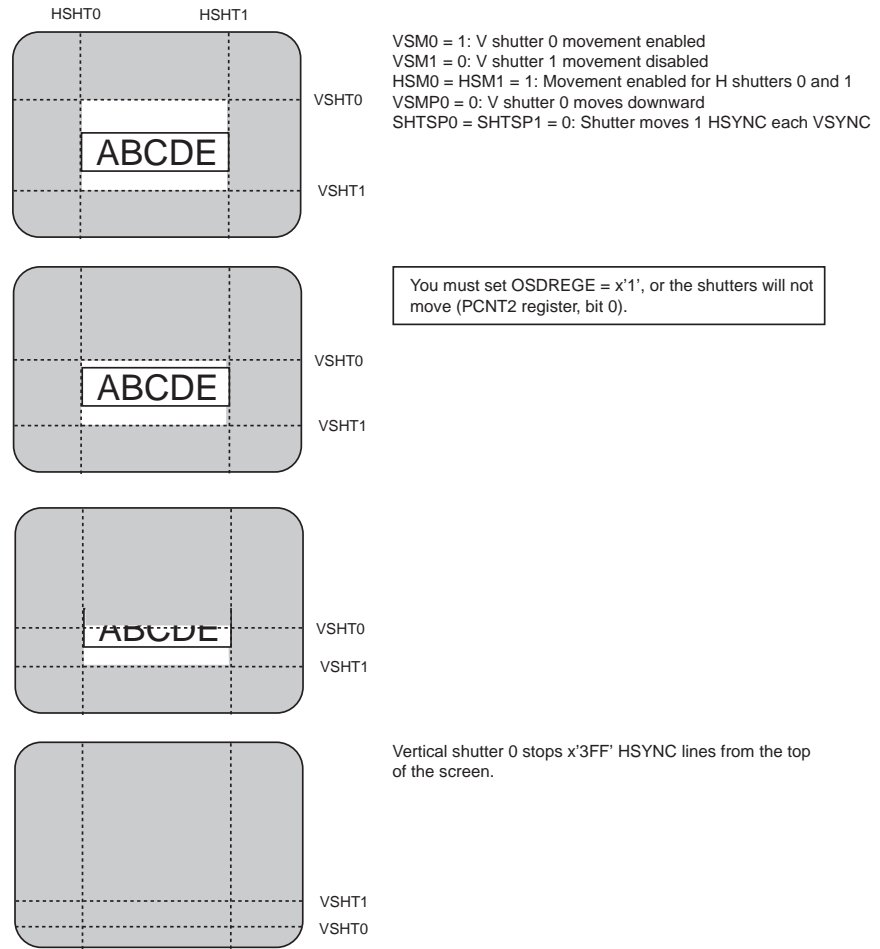 HSHT0 HSHT1
VSM0 = 1: V shutter 0 movement enabled
VSM1 = 0: V shutter 1 movement disabled
HSM0 = HSM1 = 1: Movement enabled for H shutters 0 and 1
VSMP0 = 0: V shutter 0 moves downward
SHTSP0 = SHTSP1 = 0: Shutter moves 1 HSYNC each VSYNC
VSHT0
ABCDE
VSHT1
You must set OSDREGE = x'1', or the shutters will not
move (PCNT2 register, bit 0).
VSHT0
ABCDE
VSHT1
VSHT0
ABCDE
VSHT1
Vertical shutter 0 stops x'3FF' HSYNC lines from the top
of the screen.
VSHT1
VSHT0